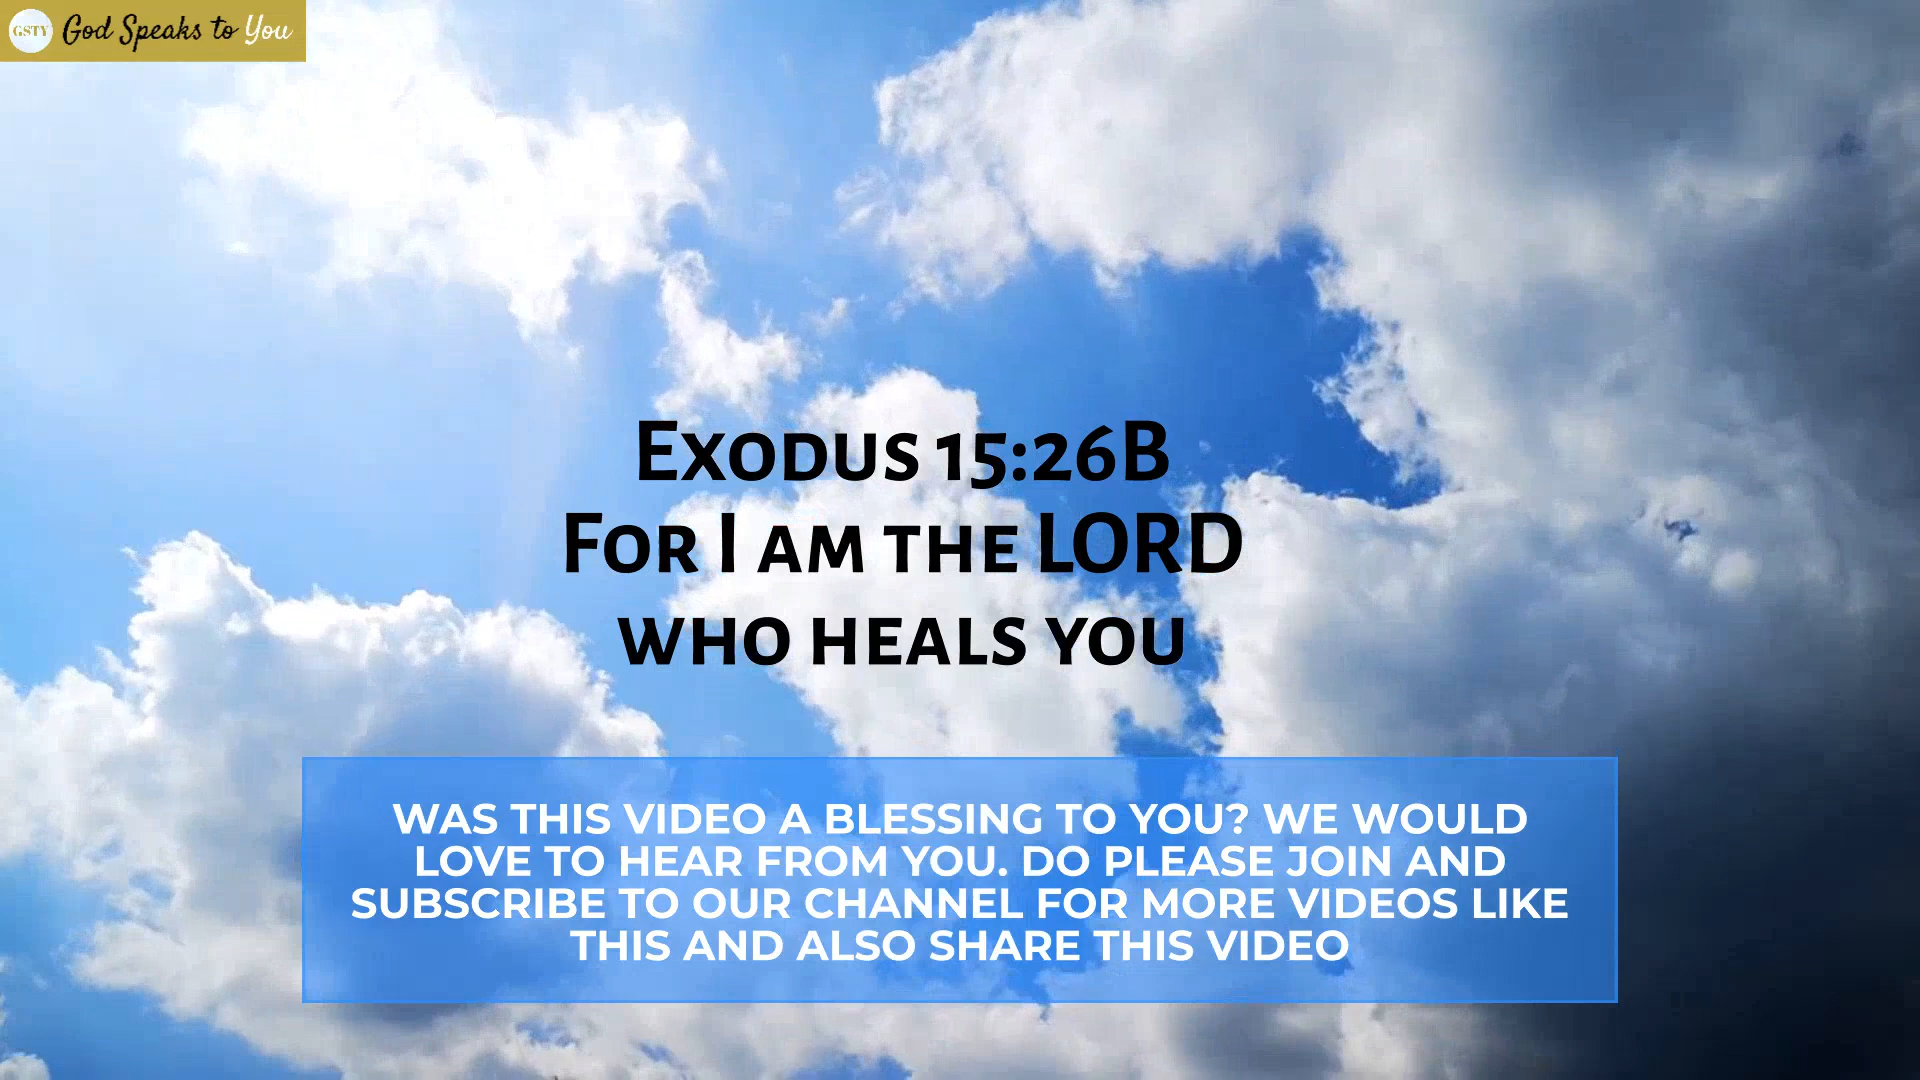 GSTY God Speaks to You
Exodus 15:26B
For I am the LORD
who heals you
WAS THIS VIDEO A BLESSING TO YOU? WE WOULD
LOVE TO HEAR FROM YOU. DO PLEASE JOIN AND
SUBSCRIBE TO OUR CHANNEL FOR MORE VIDEOS LIKE
THIS AND ALSO SHARE THIS VIDEO